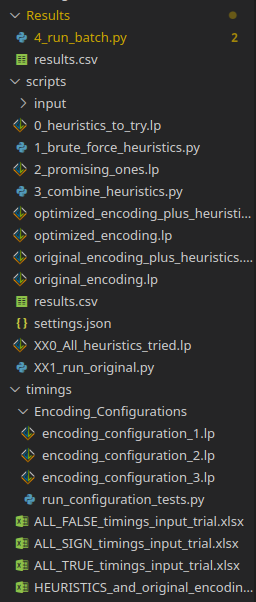 Results
4_run_batch.py 2
results.csv
scripts
input
0_heuristics_to_try.lp
1_brute_force_heuristics.py
2_promising_ones.lp
3_combine_heuristics.py
optimized_encoding_plus_heuristi...
optimized_encoding.lp
original_encoding_plus_heuristics....
original_encoding.lp
results.csv
settings.json
XX0_All_heuristics_tried.lp
XX1_run_original.py
timings
Encoding_Configurations
encoding_configuration_1.lp
encoding_configuration_2.lp
encoding_configuration_3.lp
run_configuration_tests.py
ALL_FALSE_timings_input_trial.xlsx
ALL_SIGN_timings_input_trial.xlsx
ALL_TRUE_timings_input_trial.xlsx
HEURISTICS_and_original_encodin...